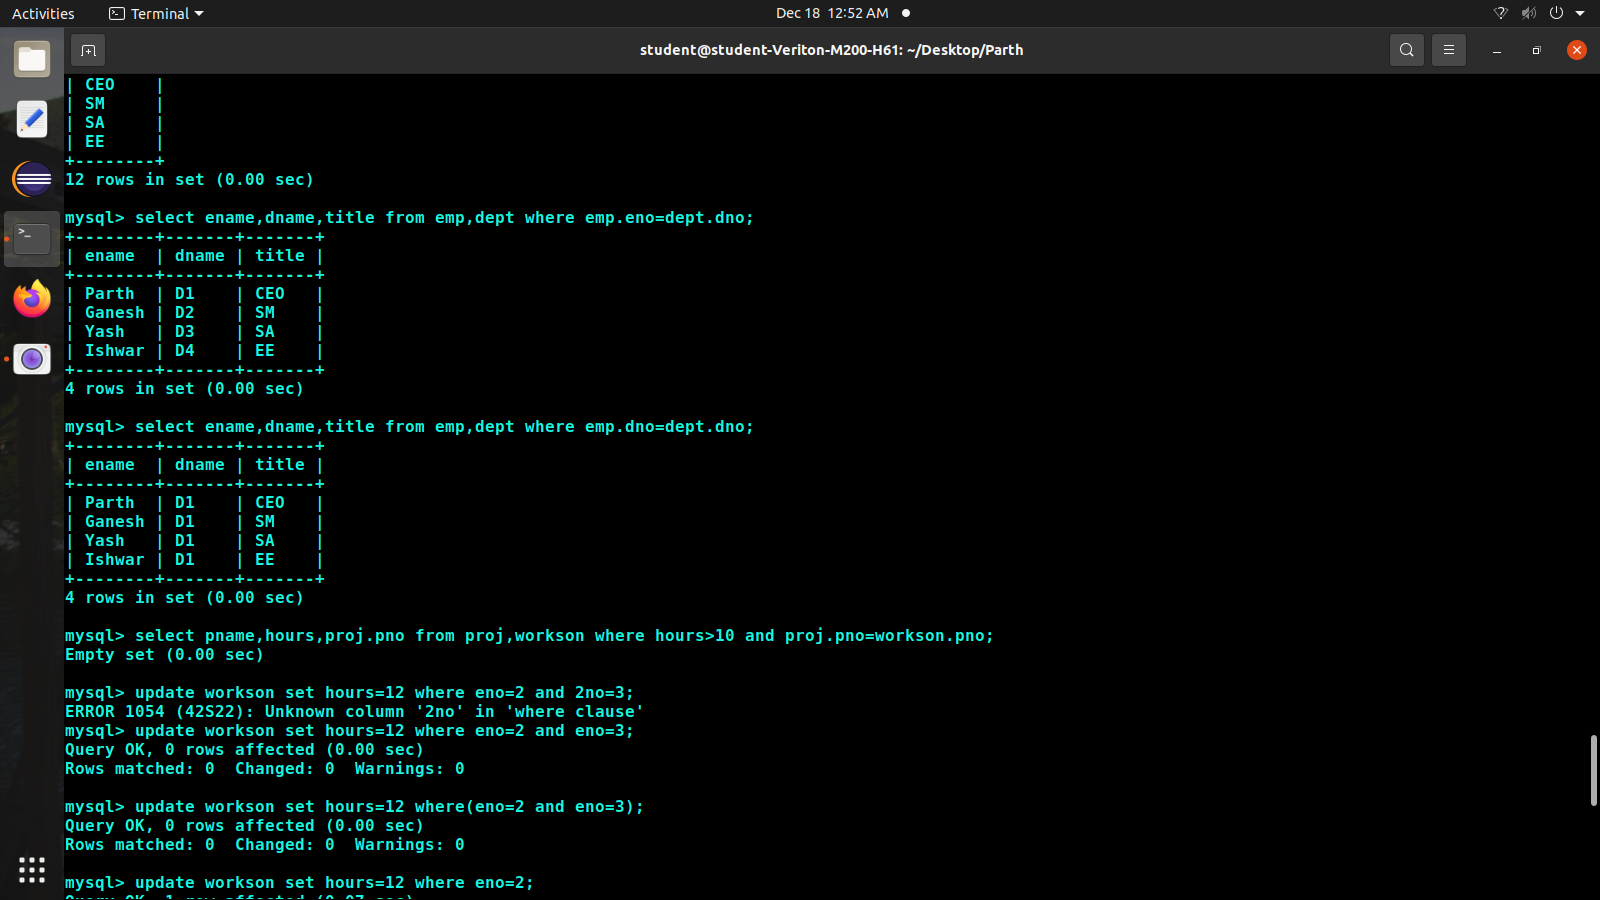 Activities Terminal Dec 18 12:52 AM
student@student-Veriton-M200-H61: ~/Desktop/Parth
| CEO    |
| SM     |
| SA     |
| EE     |
+--------+
12 rows in set (0.00 sec)
mysql> select ename,dname,title from emp,dept where emp.eno=dept.dno;
+--------+-------+-------+
| ename  | dname | title |
+--------+-------+-------+
| Parth  | D1    | CEO   |
| Ganesh | D2    | SM    |
| Yash   | D3    | SA    |
| Ishwar | D4    | EE    |
+--------+-------+-------+
4 rows in set (0.00 sec)
mysql> select ename,dname,title from emp,dept where emp.dno=dept.dno;
+--------+-------+-------+
| ename  | dname | title |
+--------+-------+-------+
| Parth  | D1    | CEO   |
| Ganesh | D1    | SM    |
| Yash   | D1    | SA    |
| Ishwar | D1    | EE    |
+--------+-------+-------+
4 rows in set (0.00 sec)
mysql> select pname,hours,proj.pno from proj,workson where hours>10 and proj.pno=workson.pno;
Empty set (0.00 sec)
mysql> update workson set hours=12 where eno=2 and 2no=3;
ERROR 1054 (42S22): Unknown column '2no' in 'where clause'
mysql> update workson set hours=12 where eno=2 and eno=3;
Query OK, 0 rows affected (0.00 sec)
Rows matched: 0  Changed: 0  Warnings: 0
mysql> update workson set hours=12 where(eno=2 and eno=3);
Query OK, 0 rows affected (0.00 sec)
Rows matched: 0  Changed: 0  Warnings: 0
mysql> update workson set hours=12 where eno=2;
Query OK, 1 row affected (0.07 sec)